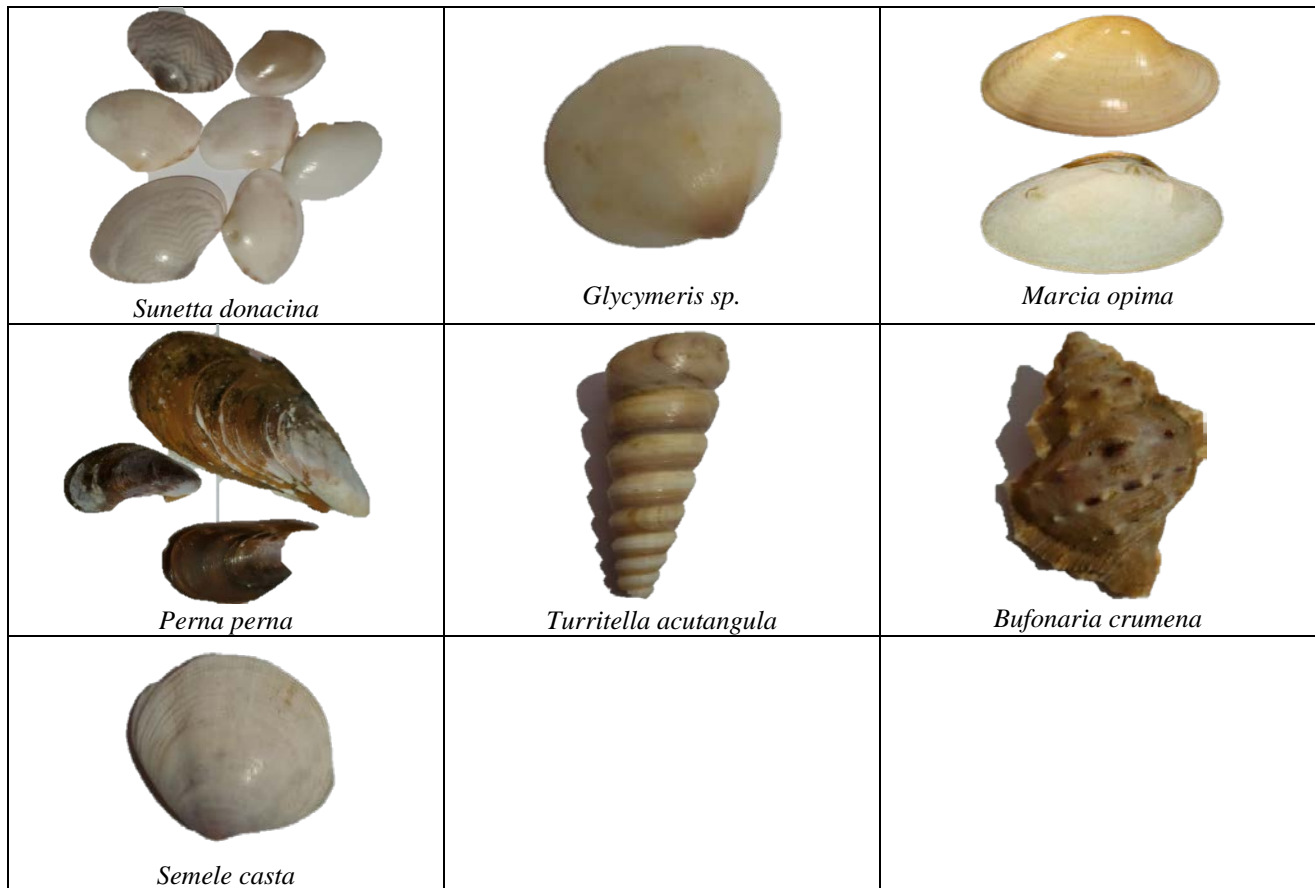 Sunetta donacina
Glycymeris sp.
Marcia opima
Perna perna
Turritella acutangula
Bufonaria crumena
Semele casta